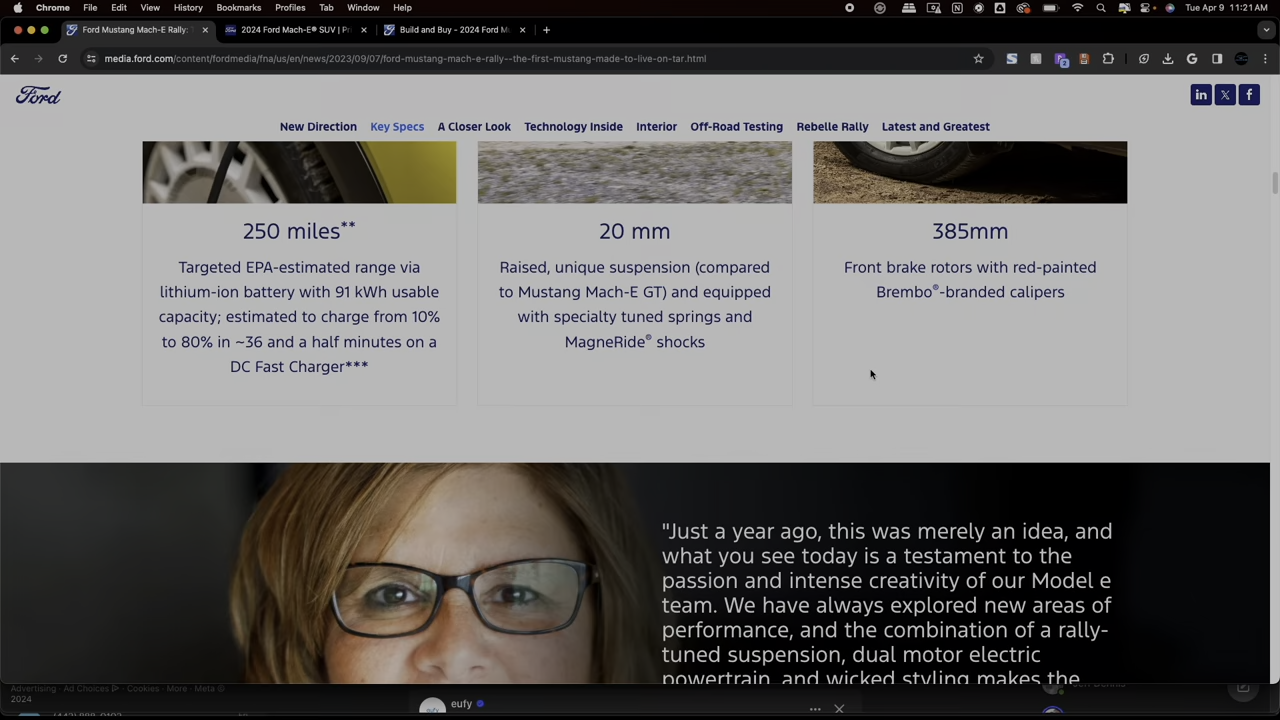 Chrome File Edit View History Bookmarks Profiles Tab Window Help Tue Apr 9 11:21 AM
Ford Mustang Mach-E Rally: 2024 Ford Mach-E® SUV | Pr Build and Buy - 2024 Ford M
media.ford.com/content/fordmedia/fna/us/en/news/2023/09/07/ford-mustang-mach-e-rally--the-first-mustang-made-to-live-on-tar.html
Ford
New Direction Key Specs A Closer Look Technology Inside Interior Off-Road Testing Rebelle Rally Latest and Greatest
250 miles**
Targeted EPA-estimated range via
lithium-ion battery with 91 kWh usable
capacity; estimated to charge from 10%
to 80% in ~36 and a half minutes on a
DC Fast Charger***
20 mm
Raised, unique suspension (compared
to Mustang Mach-E GT) and equipped
with specialty tuned springs and
MagneRide® shocks
385mm
Front brake rotors with red-painted
Brembo®-branded calipers
"Just a year ago, this was merely an idea, and
what you see today is a testament to the
passion and intense creativity of our Model e
team. We have always explored new areas of
performance, and the combination of a rally-
tuned suspension, dual motor electric
powertrain, and wicked styling makes the
Advertising · Ad Choices · Cookies · More · Meta ©
2024
eufy